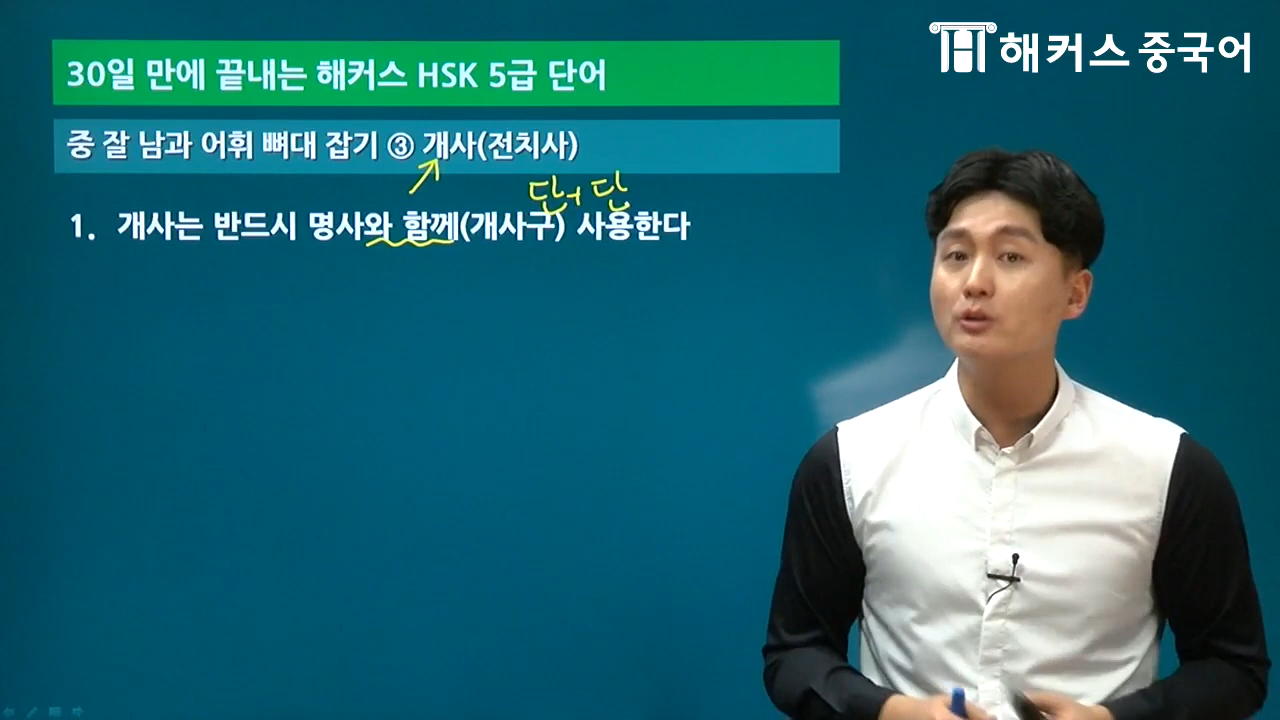 해커스 중국어
30일 만에 끝내는 해커스 HSK 5급 단어
중 잘 남과 어휘 뼈대 잡기 ③ 개사(전치사)
단+단
1. 개사는 반드시 명사와 함께(개사구) 사용한다